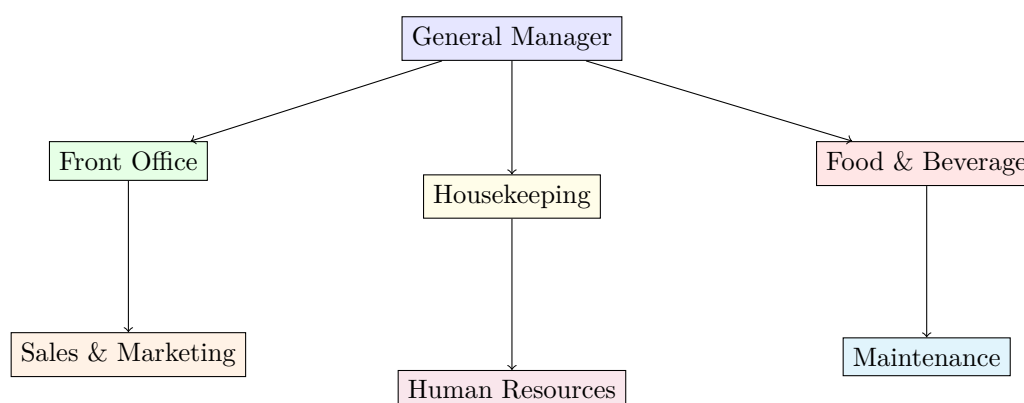 General Manager
Front Office
Food & Beverage
Housekeeping
Sales & Marketing
Maintenance
Human Resources